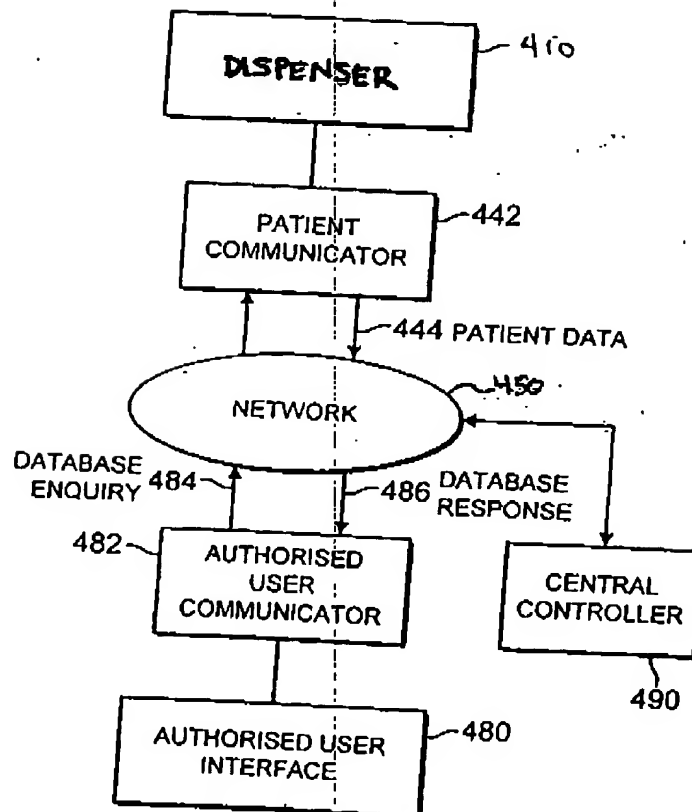 DISPENSER
410
PATIENT
COMMUNICATOR
442
444 PATIENT DATA
NETWORK
450
DATABASE
ENQUIRY 484
486 DATABASE
RESPONSE
482
AUTHORISED
USER
COMMUNICATOR
CENTRAL
CONTROLLER
490
AUTHORISED USER
INTERFACE
480